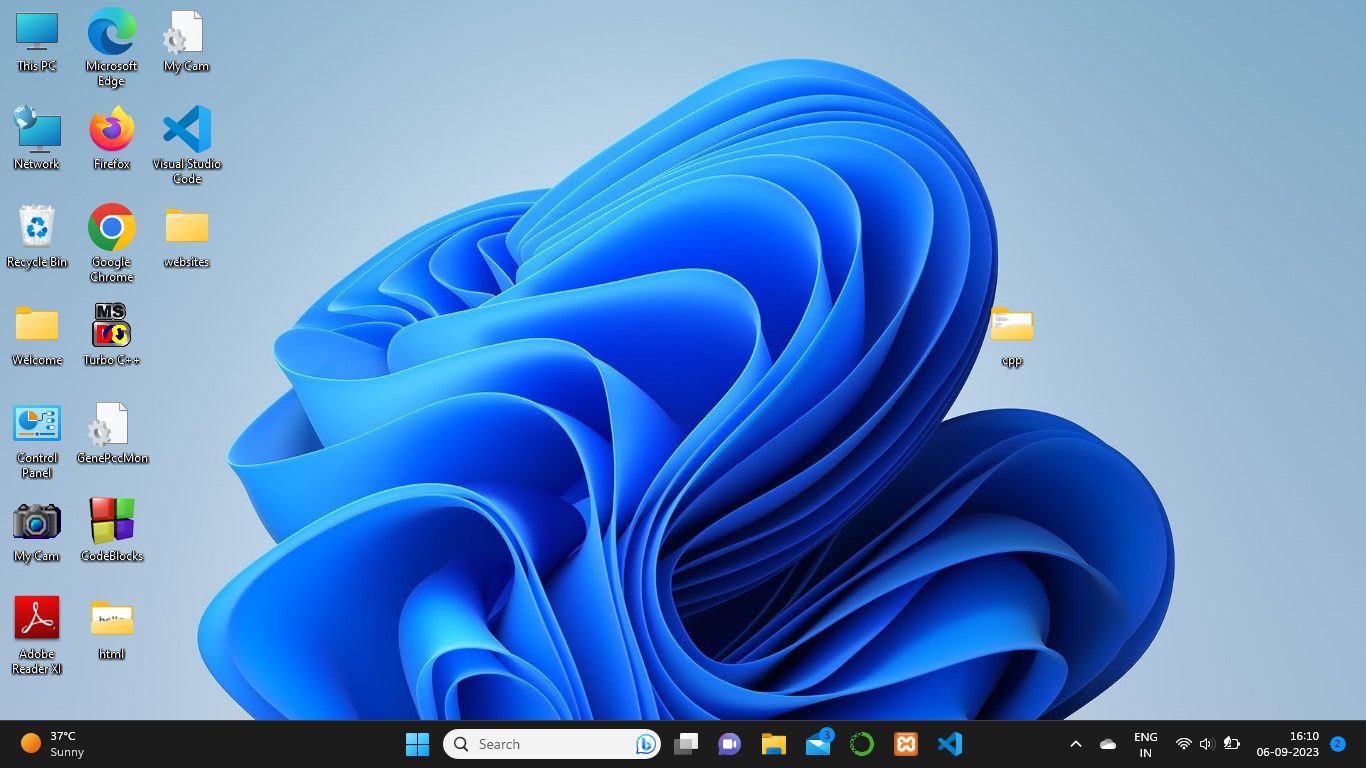 This PC
Microsoft
Edge
My Cam
Network
Firefox
Visual Studio
Code
Recycle Bin
Google
Chrome
websites
Welcome
MS
Turbo C++
cpp
Control
Panel
GenePccMon
My Cam
CodeBlocks
Adobe
Reader XI
hello
html
37°C
Sunny
Search
3
ENG
IN
16:10
06-09-2023
2